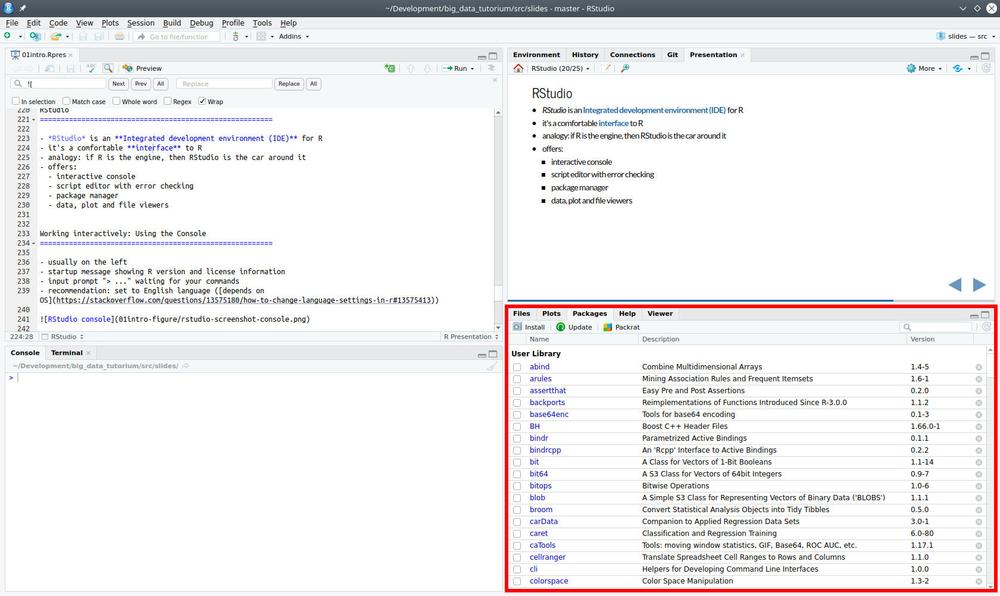 ~/Development/big_data_tutorium/src/slides - master - RStudio
File Edit Code View Plots Session Build Debug Profile Tools Help
Go to file/function Addins slides — src
01intro.Rpres
Preview Run
![ Next Prev All Replace Replace All
In selection Match case Whole word Regex Wrap
220 RStudio
221 ========================================================
222
223 - *RStudio* is an **Integrated development environment (IDE)** for R
224 - it's a comfortable **interface** to R
225 - analogy: if R is the engine, then RStudio is the car around it
226 - offers:
227 - interactive console
228 - script editor with error checking
229 - package manager
230 - data, plot and file viewers
231
232
233 Working interactively: Using the Console
234 ========================================================
235
236 - usually on the left
237 - startup message showing R version and license information
238 - input prompt "> ..." waiting for your commands
239 - recommendation: set to English language ([depends on
OS](https://stackoverflow.com/questions/13575180/how-to-change-language-settings-in-r#13575413))
240
241 ![RStudio console](01intro-figure/rstudio-screenshot-console.png)
242
224:28 RStudio R Presentation
Console Terminal
~/Development/big_data_tutorium/src/slides/
>
Environment History Connections Git Presentation
RStudio (20/25) More
RStudio
• RStudio is an Integrated development environment (IDE) for R
• it's a comfortable interface to R
• analogy: if R is the engine, then RStudio is the car around it
• offers:
▪ interactive console
▪ script editor with error checking
▪ package manager
▪ data, plot and file viewers
Files Plots Packages Help Viewer
Install Update Packrat
Name Description Version
User Library
abind Combine Multidimensional Arrays 1.4-5
arules Mining Association Rules and Frequent Itemsets 1.6-1
assertthat Easy Pre and Post Assertions 0.2.0
backports Reimplementations of Functions Introduced Since R-3.0.0 1.1.2
base64enc Tools for base64 encoding 0.1-3
BH Boost C++ Header Files 1.66.0-1
bindr Parametrized Active Bindings 0.1.1
bindrcpp An 'Rcpp' Interface to Active Bindings 0.2.2
bit A Class for Vectors of 1-Bit Booleans 1.1-14
bit64 A S3 Class for Vectors of 64bit Integers 0.9-7
bitops Bitwise Operations 1.0-6
blob A Simple S3 Class for Representing Vectors of Binary Data ('BLOBS') 1.1.1
broom Convert Statistical Analysis Objects into Tidy Tibbles 0.5.0
carData Companion to Applied Regression Data Sets 3.0-1
caret Classification and Regression Training 6.0-80
caTools Tools: moving window statistics, GIF, Base64, ROC AUC, etc. 1.17.1
cellranger Translate Spreadsheet Cell Ranges to Rows and Columns 1.1.0
cli Helpers for Developing Command Line Interfaces 1.0.0
colorspace Color Space Manipulation 1.3-2